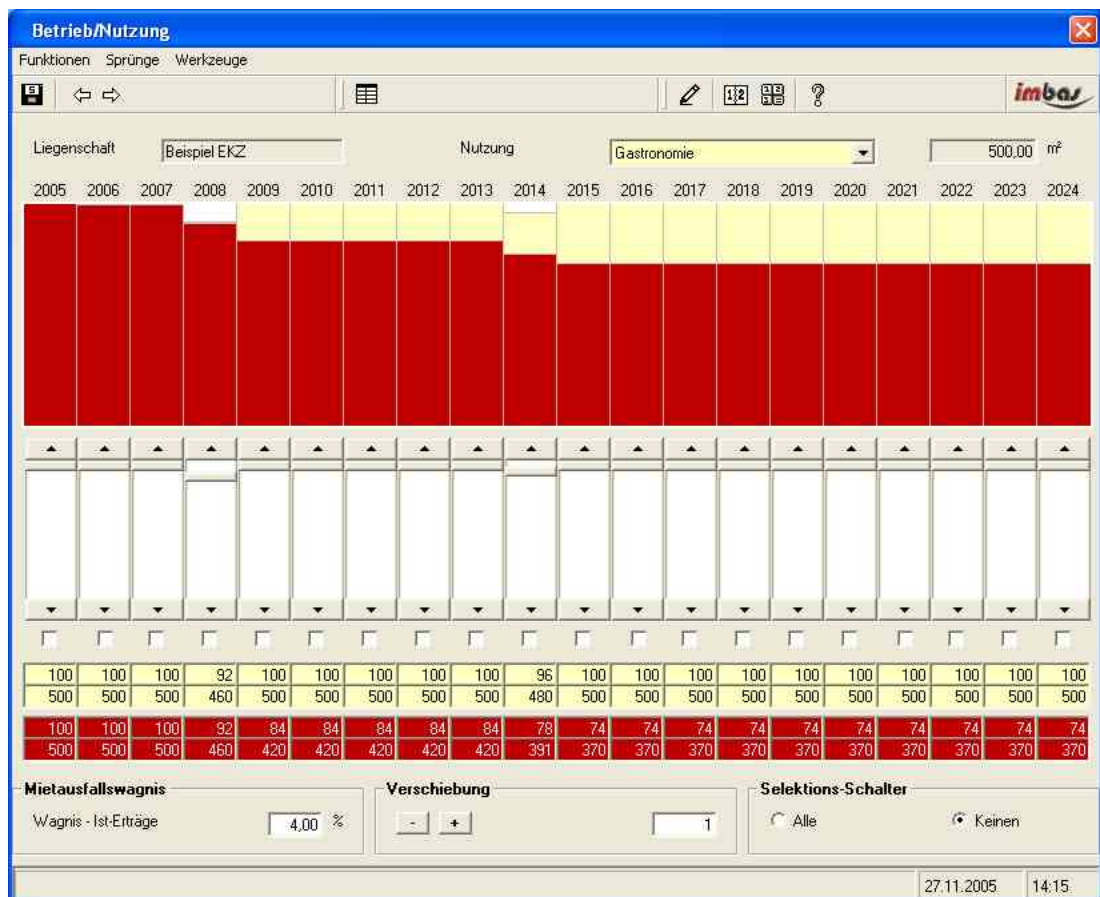 Betrieb/Nutzung
Funktionen Sprünge Werkzeuge
imbas
Liegenschaft Beispiel EKZ Nutzung Gastronomie 500,00 m²
2005 2006 2007 2008 2009 2010 2011 2012 2013 2014 2015 2016 2017 2018 2019 2020 2021 2022 2023 2024
100 100 100 92 100 100 100 100 100 96 100 100 100 100 100 100 100 100 100 100
500 500 500 460 500 500 500 500 500 480 500 500 500 500 500 500 500 500 500 500
100 100 100 92 84 84 84 84 84 78 74 74 74 74 74 74 74 74 74 74
500 500 500 460 420 420 420 420 420 391 370 370 370 370 370 370 370 370 370 370
Mietausfallswagnis Verschiebung Selektions-Schalter
Wagnis - Ist-Erträge 4,00 % - + 1 Alle Keinen
27.11.2005 14:15